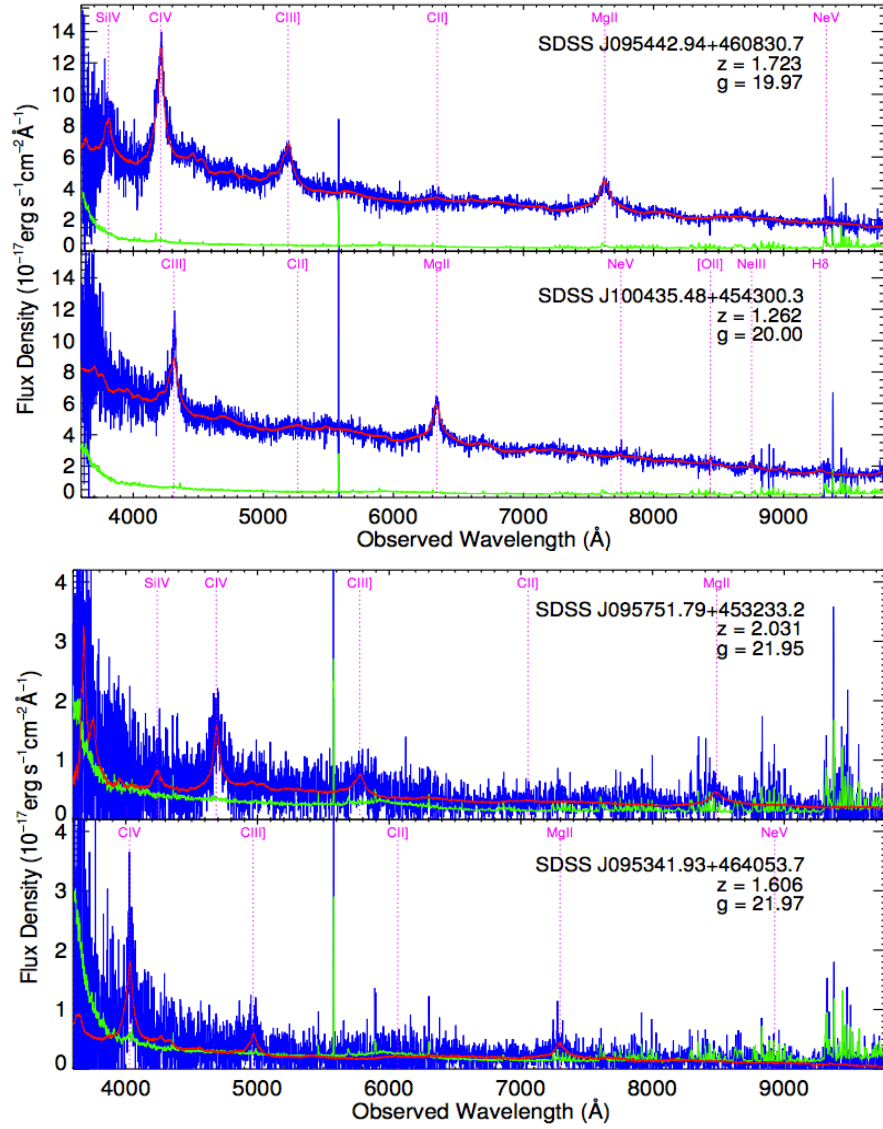 SiIV CIV CIII] CII] MgII NeV
SDSS J095442.94+460830.7
z = 1.723
g = 19.97
14
12
10
8
6
4
2
0
CIII] CII] MgII NeV [OII] NeIII Hδ
SDSS J100435.48+454300.3
z = 1.262
g = 20.00
14
12
10
8
6
4
2
0
Flux Density (10⁻¹⁷erg s⁻¹cm⁻²Å⁻¹)
4000 5000 6000 7000 8000 9000
Observed Wavelength (Å)
SiIV CIV CIII] CII] MgII
SDSS J095751.79+453233.2
z = 2.031
g = 21.95
4
3
2
1
0
CIV CIII] CII] MgII NeV
SDSS J095341.93+464053.7
z = 1.606
g = 21.97
4
3
2
1
0
Flux Density (10⁻¹⁷erg s⁻¹cm⁻²Å⁻¹)
4000 5000 6000 7000 8000 9000
Observed Wavelength (Å)